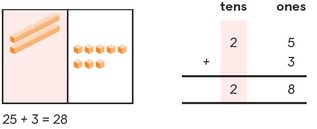 tens ones
2 5
+ 3
2 8
25 + 3 = 28